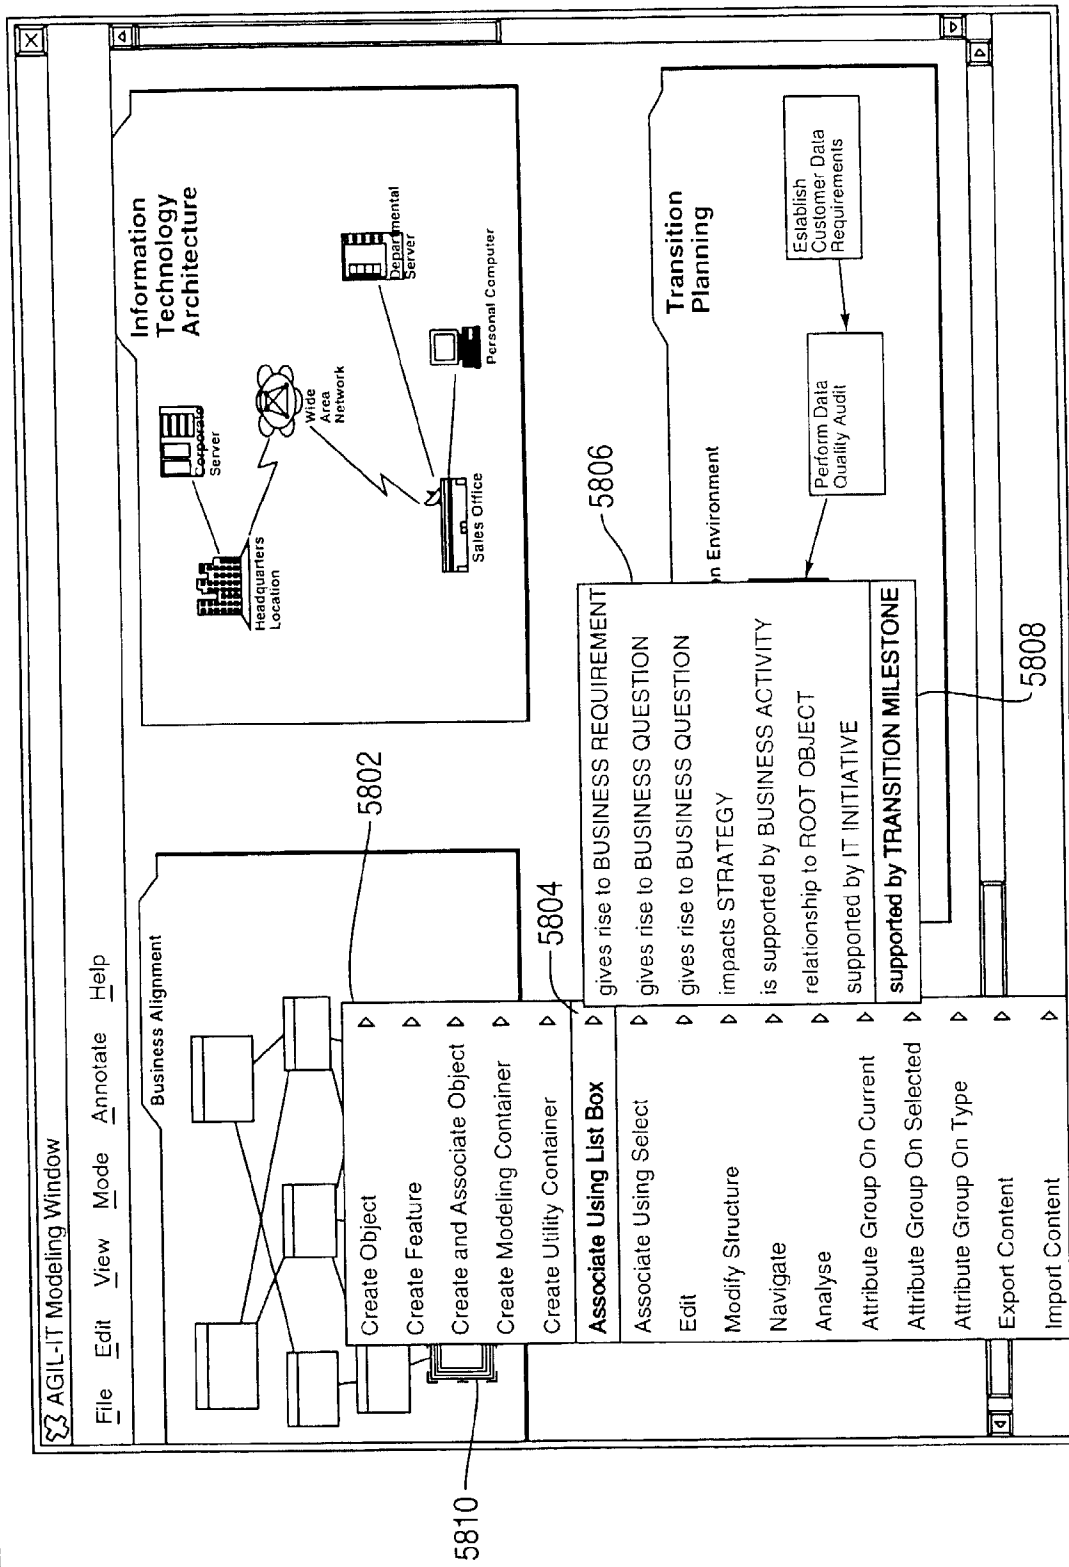 AGIL-IT Modeling Window
File Edit View Mode Annotate Help
Business Alignment
Information
Technology
Architecture
Corporate
Server
Headquarters
Location
Wide
Area
Network
Departmental
Server
Sales Office
Personal Computer
5802
5804
Create Object
Create Feature
Create and Associate Object
Create Modeling Container
Create Utility Container
Associate Using List Box
Associate Using Select
Edit
Modify Structure
Navigate
Analyse
Attribute Group On Current
Attribute Group On Selected
Attribute Group On Type
Export Content
Import Content
5810
5806
gives rise to BUSINESS REQUIREMENT
gives rise to BUSINESS QUESTION
gives rise to BUSINESS QUESTION
impacts STRATEGY
is supported by BUSINESS ACTIVITY
relationship to ROOT OBJECT
supported by IT INITIATIVE
supported by TRANSITION MILESTONE
5808
Transition
Planning
on Environment
Perform Data
Quality Audit
Establish
Customer Data
Requirements